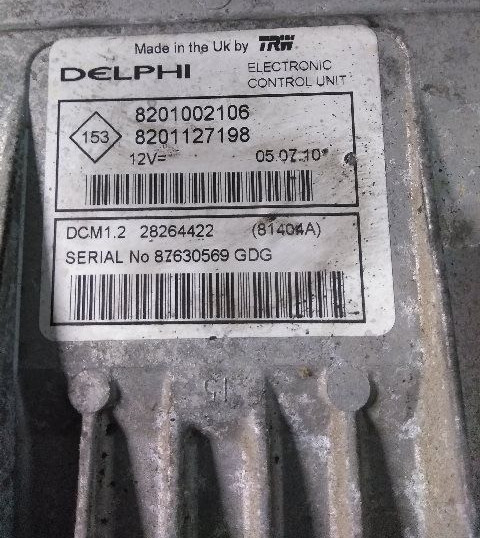 Made in the Uk by TRW
DELPHI
ELECTRONIC
CONTROL UNIT
153
8201002106
8201127198
12V=
05.07.10
DCM1.2 28264422 (81404A)
SERIAL No 87630569 GDG